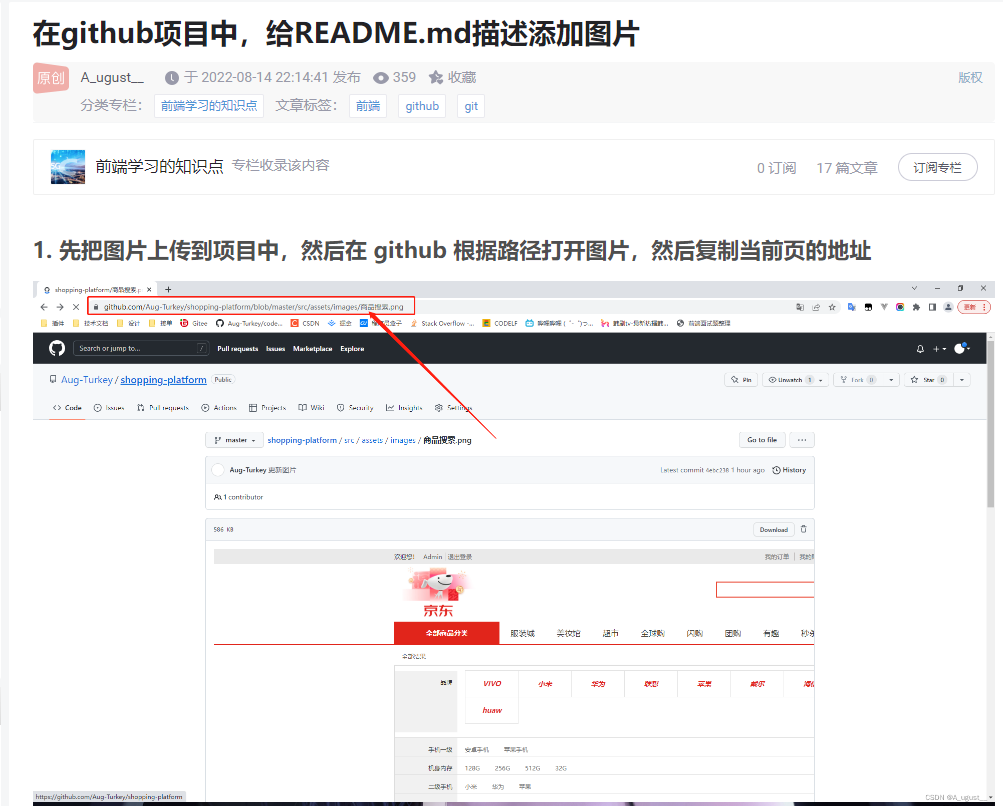 在github项目中，给README.md描述添加图片
原创 A_ugust__ 于 2022-08-14 22:14:41 发布 359 收藏 版权
分类专栏： 前端学习的知识点 文章标签： 前端 github git
前端学习的知识点 专栏收录该内容 0 订阅 17 篇文章 订阅专栏
1. 先把图片上传到项目中，然后在 github 根据路径打开图片，然后复制当前页的地址
shopping-platform/商品搜索.p
github.com/Aug-Turkey/shopping-platform/blob/master/src/assets/images/商品搜索.png 更新
插件 技术文档 设计 接单 Gitee Aug-Turkey/code... CSDN Stack Overflow -... CODELF 前端面试题整理
Search or jump to... / Pull requests Issues Marketplace Explore
Aug-Turkey / shopping-platform Public Pin Unwatch 1 Fork 0 Star 0
Code Issues Pull requests Actions Projects Wiki Security Insights Settings
master shopping-platform / src / assets / images / 商品搜索.png Go to file ...
Aug-Turkey 更新图片 Latest commit 4ebc238 1 hour ago History
1 contributor
586 KB Download
欢迎您! Admin 退出登录 我的订单 我的
京东
全部商品分类 服装城 美妆馆 超市 全球购 闪购 团购 有趣 秒杀
全部结果
品牌 VIVO 小米 华为 联想 苹果 戴尔 海信
huaw
手机一级 安卓手机 苹果手机
机身内存 128G 256G 512G 32G
二级手机 小米 华为 苹果
https://github.com/Aug-Turkey/shopping-platform CSDN @A_ugust__